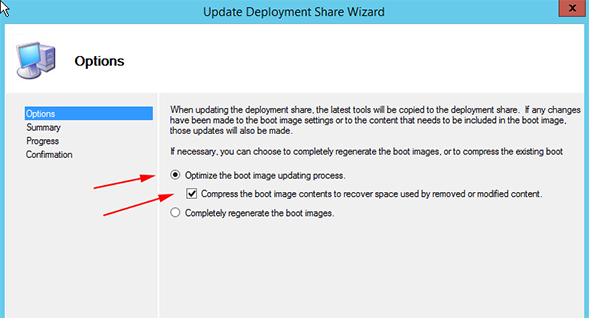 Update Deployment Share Wizard
x
Options
Options
Summary
Progress
Confirmation
When updating the deployment share, the latest tools will be copied to the deployment share. If any changes
have been made to the boot image settings or to the content that needs to be included in the boot image,
those updates will also be made.
If necessary, you can choose to completely regenerate the boot images, or to compress the existing boot
Optimize the boot image updating process.
Compress the boot image contents to recover space used by removed or modified content.
Completely regenerate the boot images.